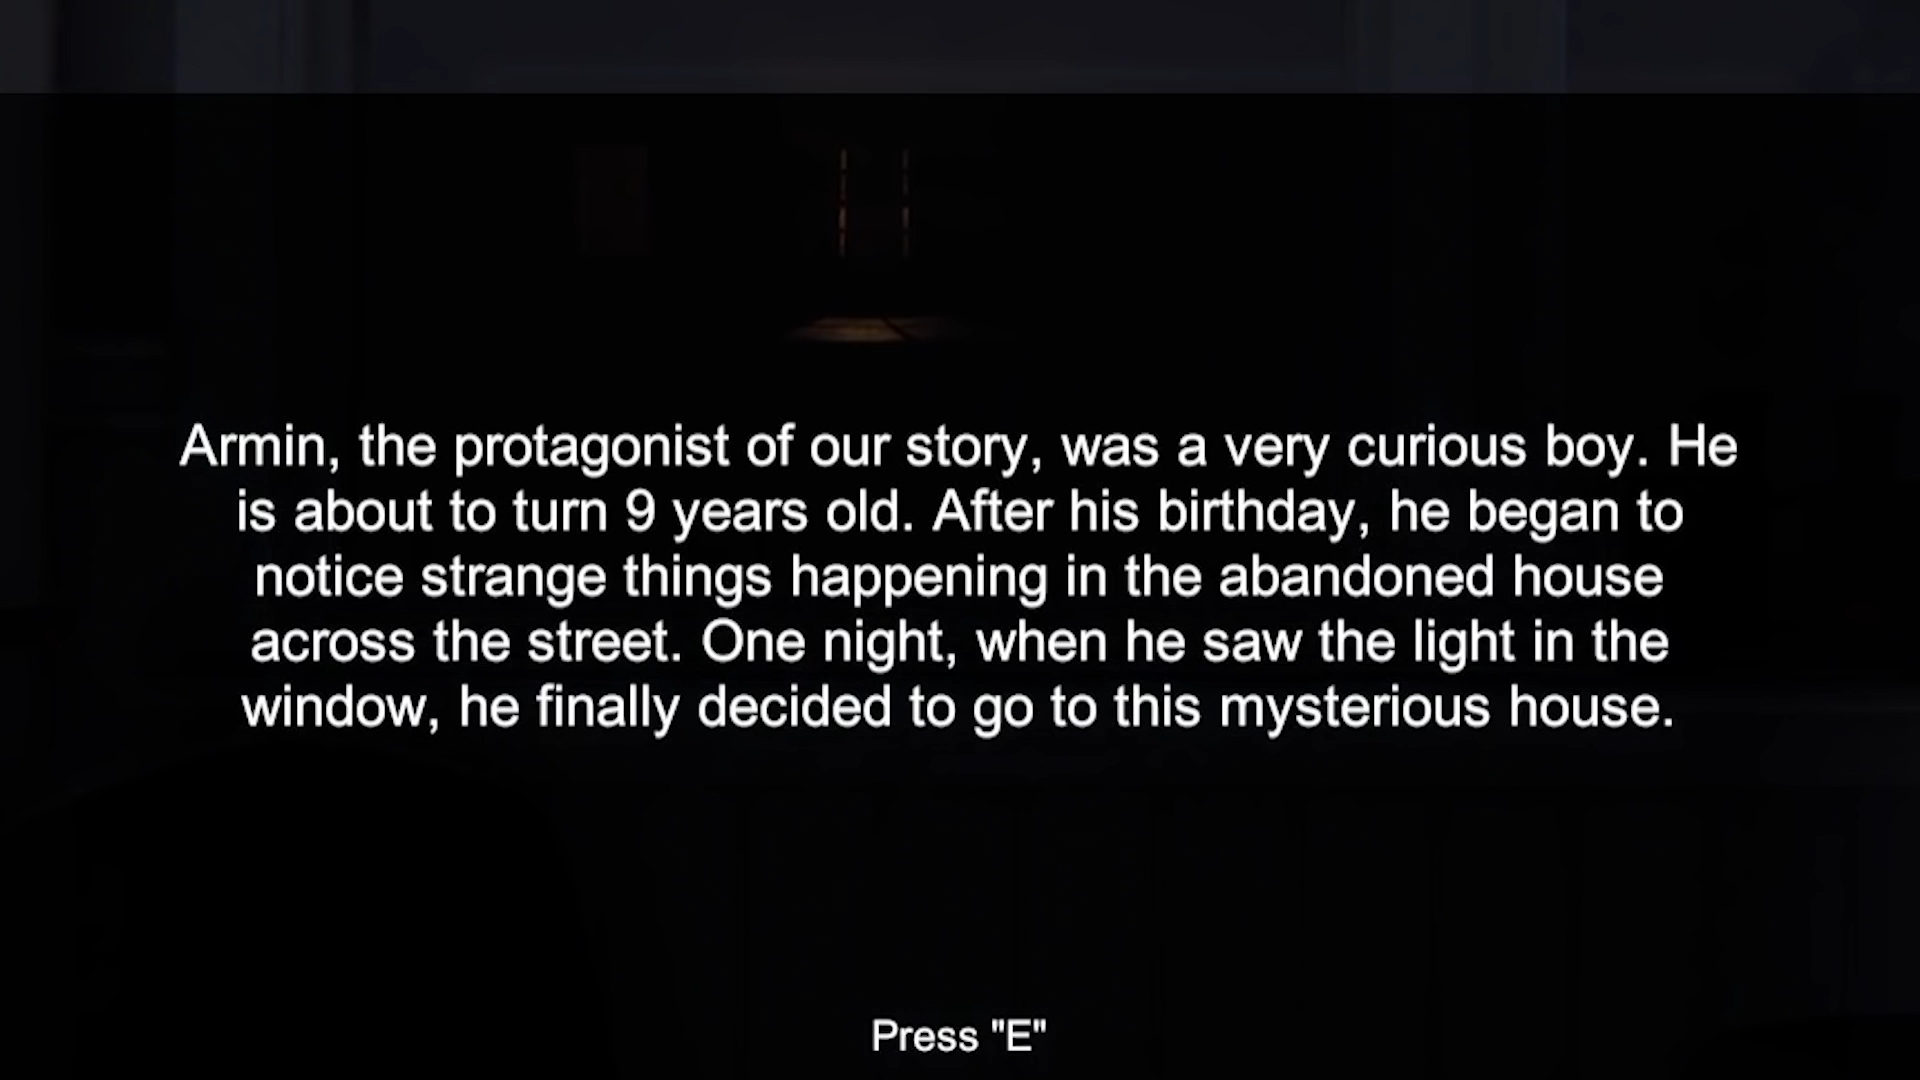 Armin, the protagonist of our story, was a very curious boy. He
is about to turn 9 years old. After his birthday, he began to
notice strange things happening in the abandoned house
across the street. One night, when he saw the light in the
window, he finally decided to go to this mysterious house.
Press "E"